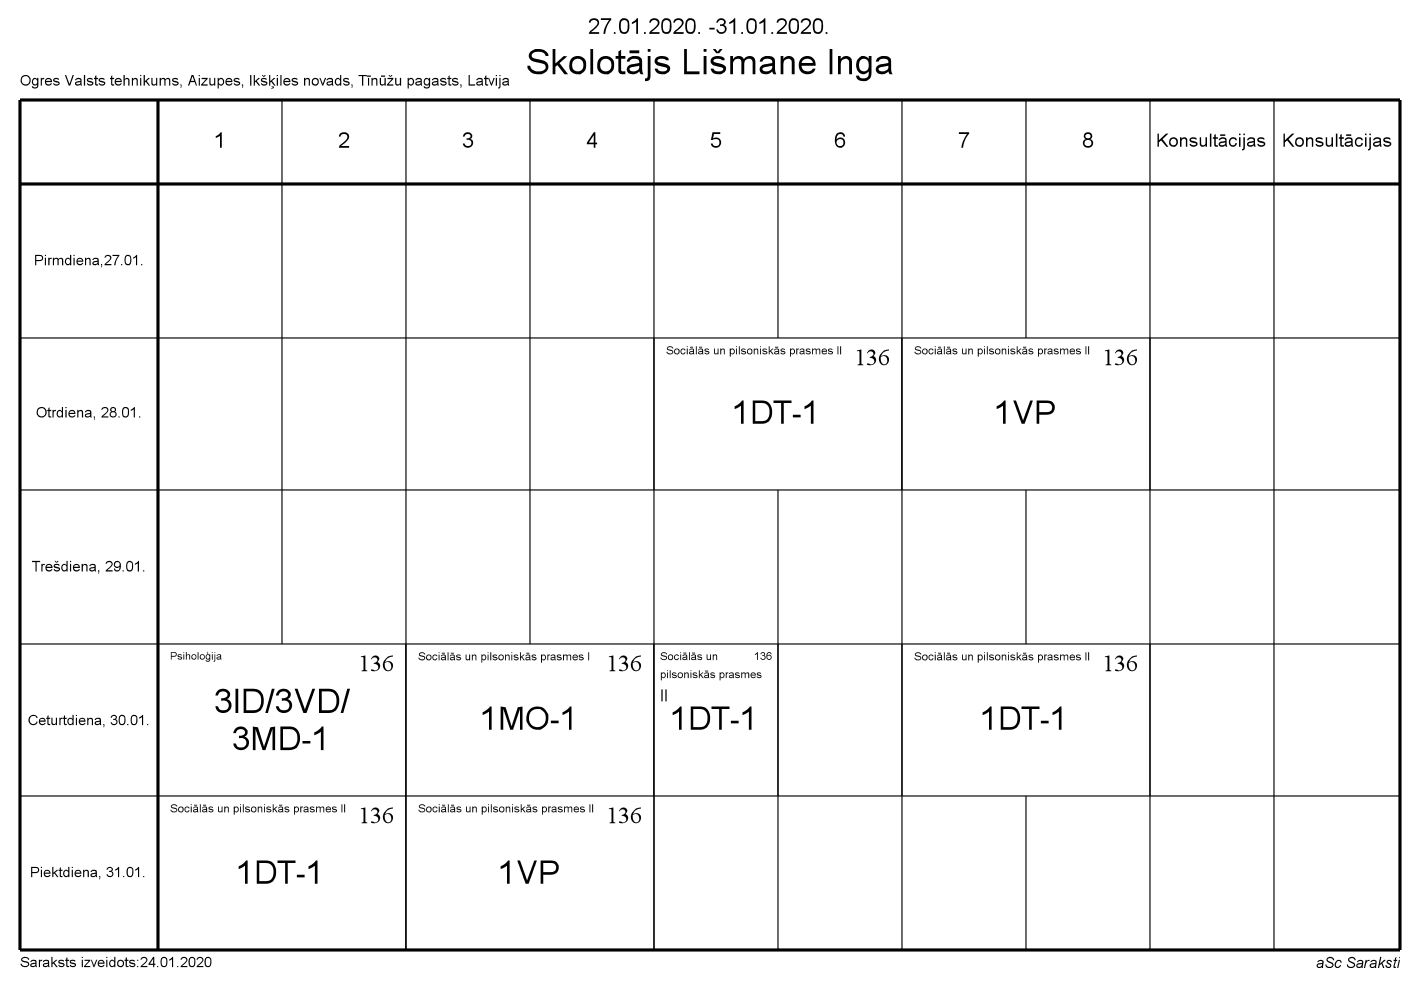 27.01.2020. -31.01.2020.
Skolotājs Lišmane Inga
Ogres Valsts tehnikums, Aizupes, Ikšķiles novads, Tīnūžu pagasts, Latvija
1 2 3 4 5 6 7 8 Konsultācijas Konsultācijas
Pirmdiena,27.01.
Otrdiena, 28.01.
Sociālās un pilsoniskās prasmes II 136
1DT-1
Sociālās un pilsoniskās prasmes II 136
1VP
Trešdiena, 29.01.
Ceturtdiena, 30.01.
Psiholoģija 136
3ID/3VD/
3MD-1
Sociālās un pilsoniskās prasmes I 136
1MO-1
Sociālās un 136
pilsoniskās prasmes
II
1DT-1
Sociālās un pilsoniskās prasmes II 136
1DT-1
Piektdiena, 31.01.
Sociālās un pilsoniskās prasmes II 136
1DT-1
Sociālās un pilsoniskās prasmes II 136
1VP
Saraksts izveidots:24.01.2020
aSc Saraksti